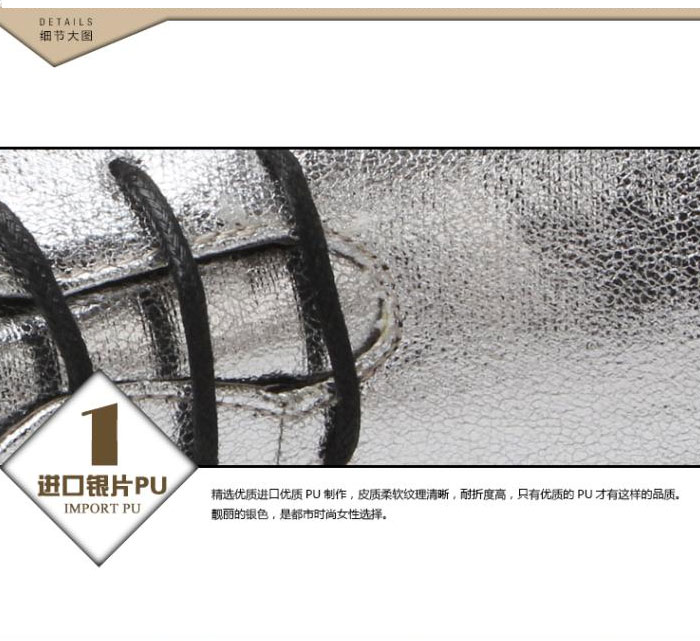 DETAILS
细节大图
1
进口银片PU
IMPORT PU
精选优质进口优质 PU 制作，皮质柔软纹理清晰，耐折度高，只有优质的 PU 才有这样的品质。
靓丽的银色，是都市时尚女性选择。